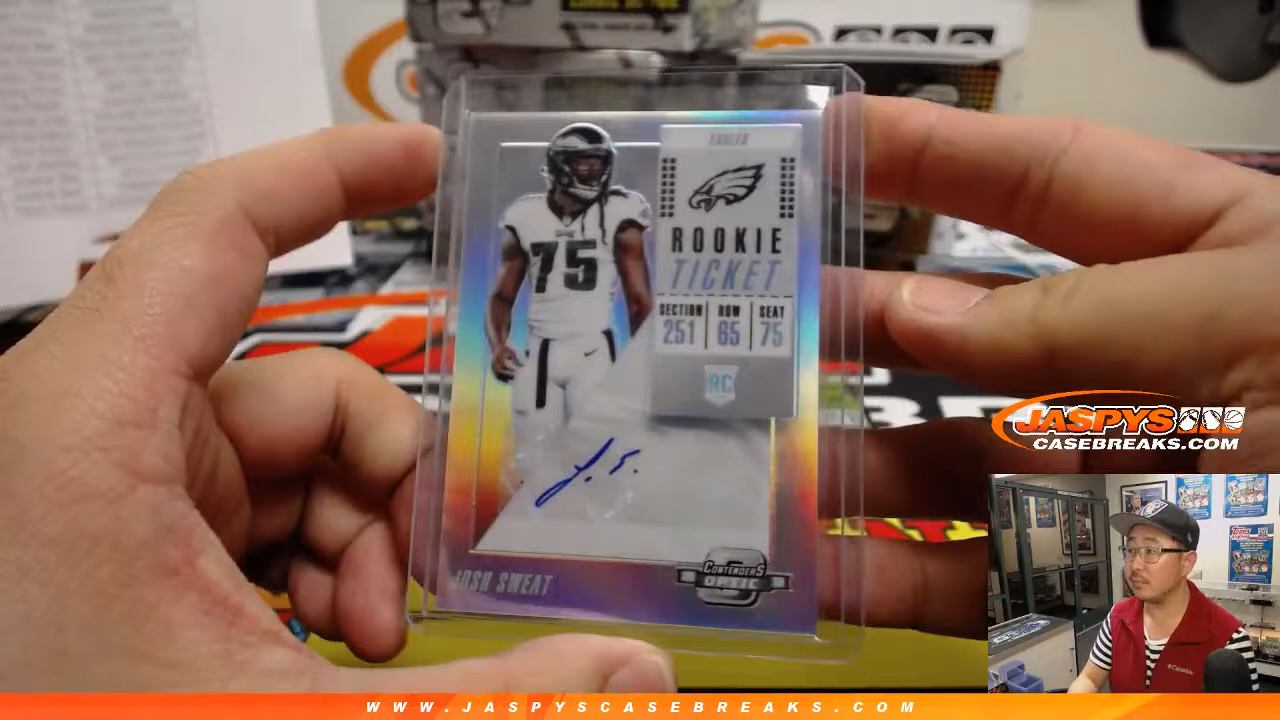 EAGLES
75
ROOKIE
TICKET
SECTION ROW SEAT
251 65 75
RC
J. S.
JOSH SWEAT
CONTENDERS
OPTIC
JASPYS
CASEBREAKS.COM
WWW.JASPYSCASEBREAKS.COM